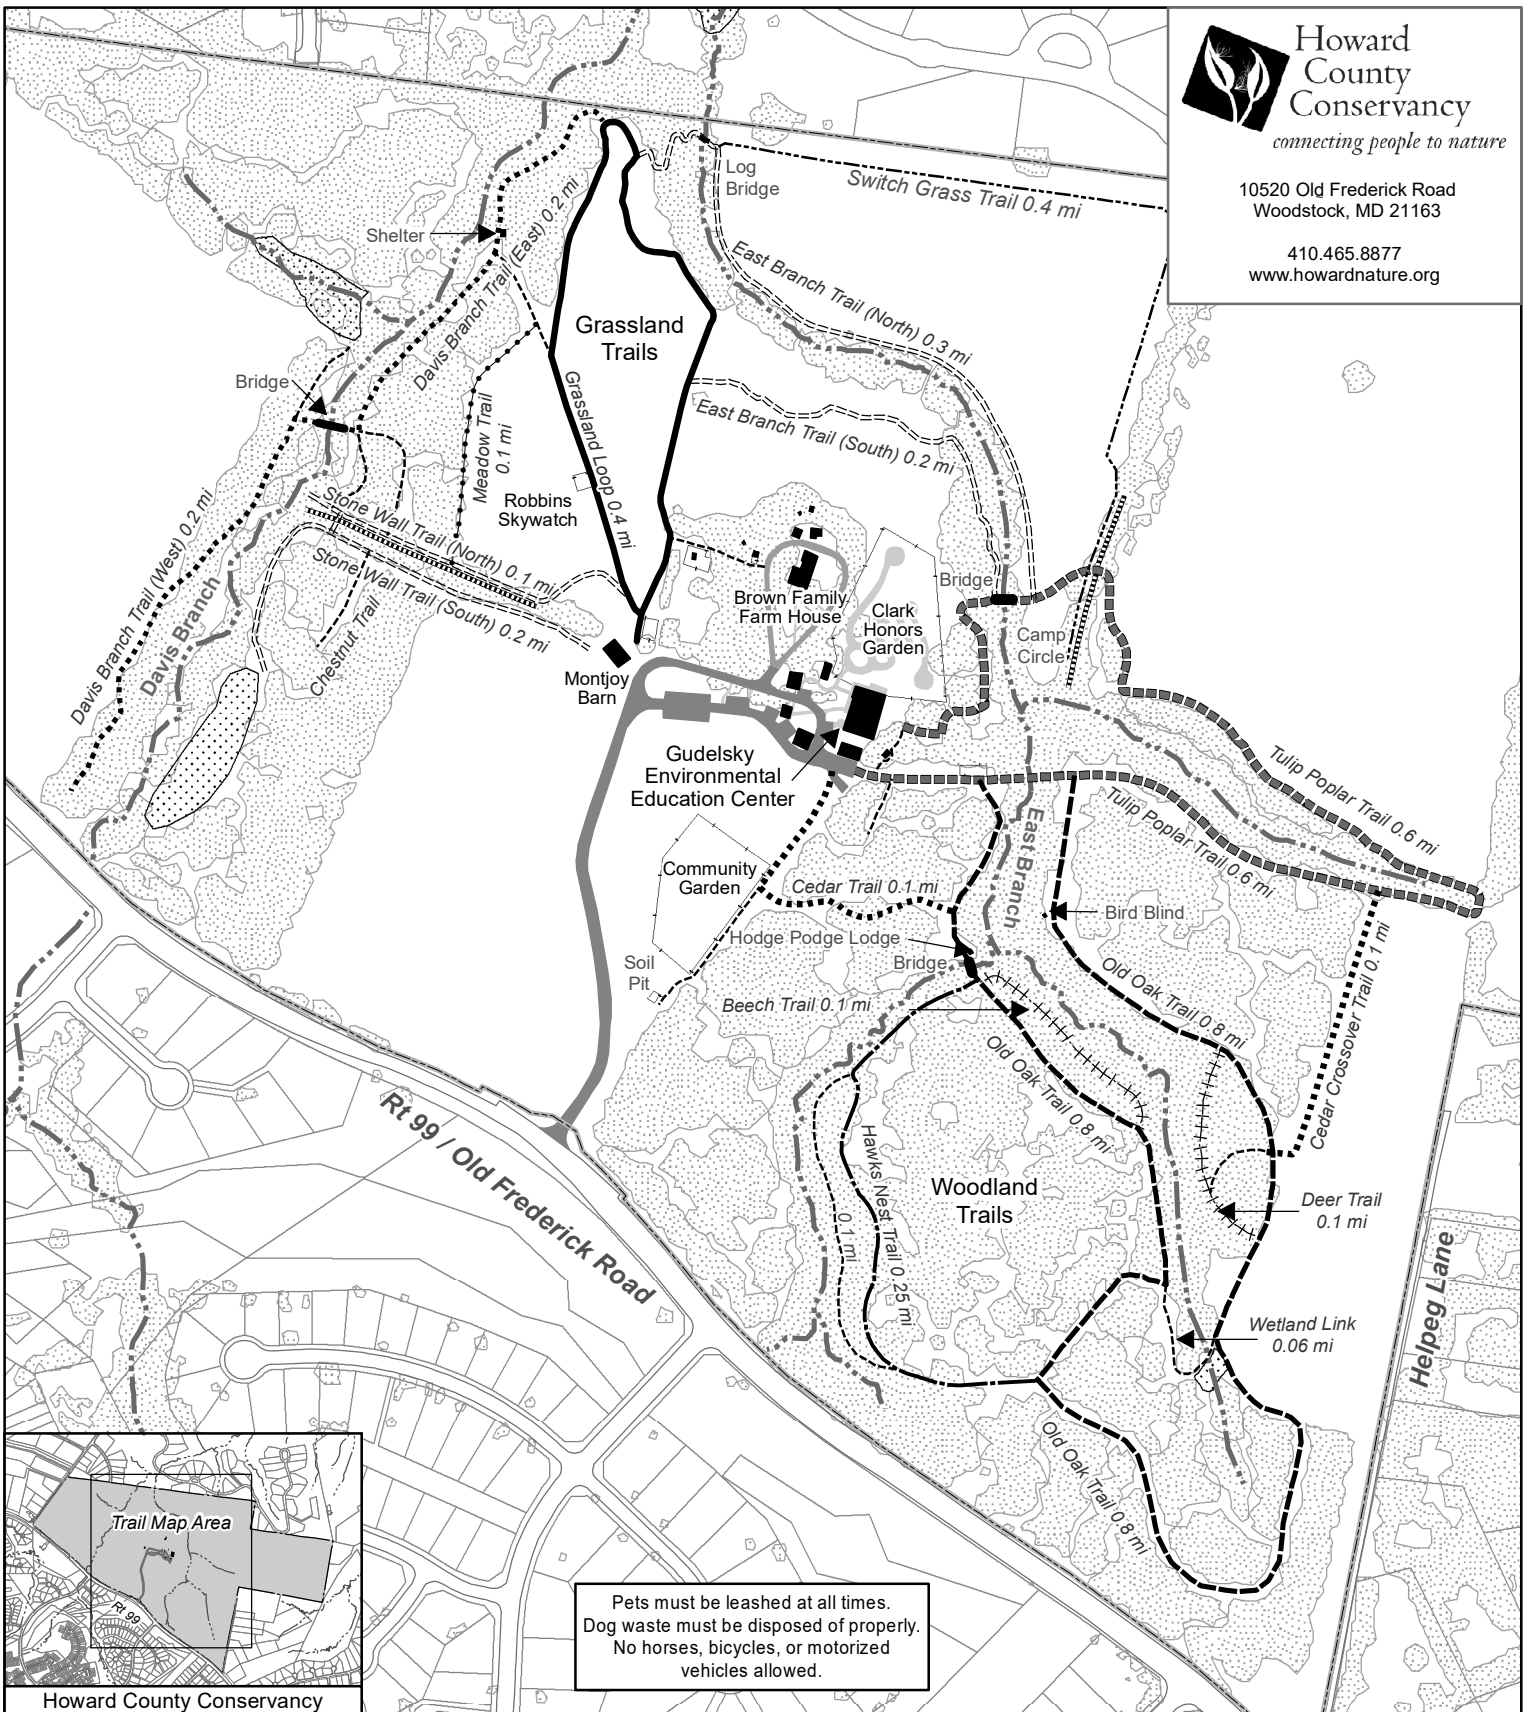 Howard
County
Conservancy
connecting people to nature
10520 Old Frederick Road
Woodstock, MD 21163
410.465.8877
www.howardnature.org
Log
Bridge
Switch Grass Trail 0.4 mi
Shelter
Davis Branch Trail (East) 0.2 mi
East Branch Trail (North) 0.3 mi
Grassland
Trails
Bridge
Grassland Loop 0.4 mi
East Branch Trail (South) 0.2 mi
Meadow Trail
0.1 mi
Robbins
Skywatch
Stone Wall Trail (North) 0.1 mi
Stone Wall Trail (South) 0.2 mi
Davis Branch Trail (West) 0.2 mi
Davis Branch
Chestnut Trail
Brown Family
Farm House
Clark
Honors
Garden
Bridge
Camp
Circle
Montjoy
Barn
Gudelsky
Environmental
Education Center
Tulip Poplar Trail 0.6 mi
Tulip Poplar Trail 0.6 mi
East Branch
Community
Garden
Cedar Trail 0.1 mi
Bird Blind
Hodge Podge Lodge
Bridge
Soil
Pit
Beech Trail 0.1 mi
Old Oak Trail 0.8 mi
Cedar Crossover Trail 0.1 mi
Old Oak Trail 0.8 mi
Rt 99 / Old Frederick Road
Hawks Nest Trail 0.25 mi
0.1 mi
Woodland
Trails
Deer Trail
0.1 mi
Wetland Link
0.06 mi
Helpeg Lane
Old Oak Trail 0.8 mi
Trail Map Area
Rt 99
Howard County Conservancy
Pets must be leashed at all times.
Dog waste must be disposed of properly.
No horses, bicycles, or motorized
vehicles allowed.